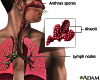 Anthrax spores
Alveoli
Lymph nodes
ADAM